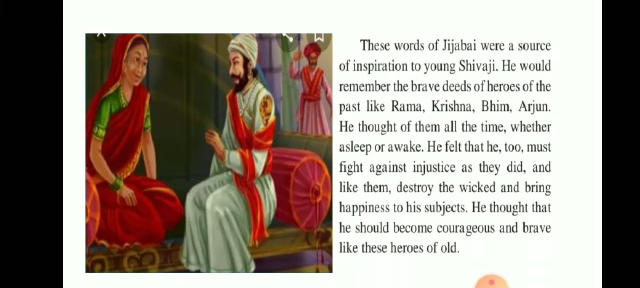 These words of Jijabai were a source
of inspiration to young Shivaji. He would
remember the brave deeds of heroes of the
past like Rama, Krishna, Bhim, Arjun.
He thought of them all the time, whether
asleep or awake. He felt that he, too, must
fight against injustice as they did, and
like them, destroy the wicked and bring
happiness to his subjects. He thought that
he should become courageous and brave
like these heroes of old.